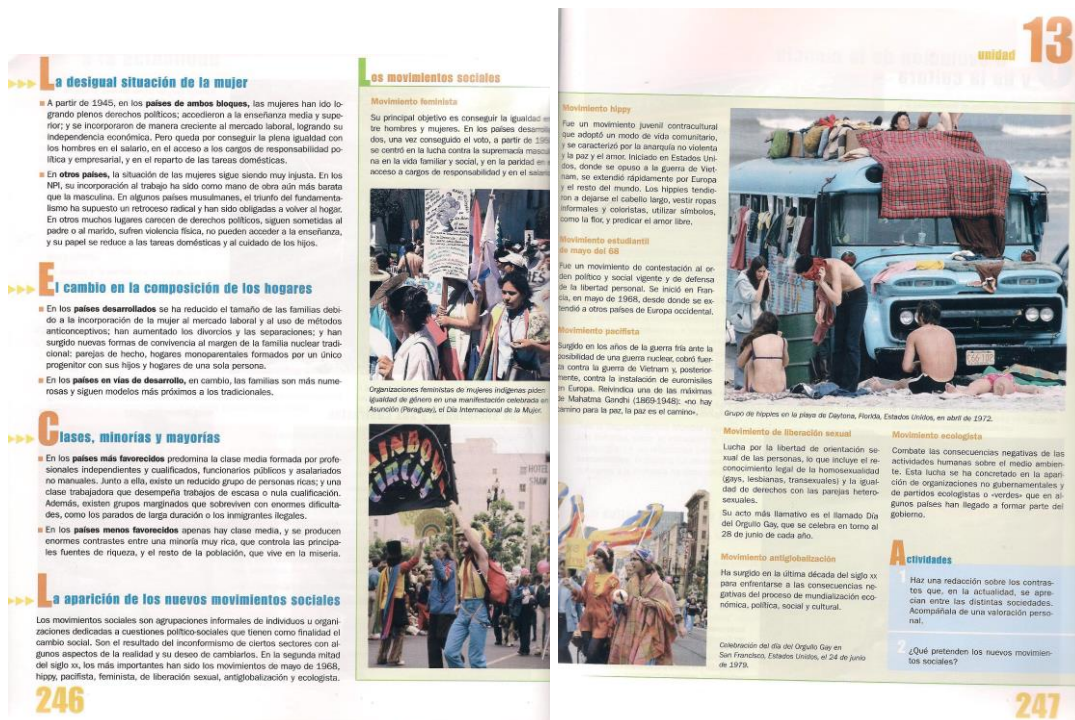 La desigual situación de la mujer
A partir de 1945, en los países de ambos bloques, las mujeres han ido lo-
grando plenos derechos políticos; accedieron a la enseñanza media y supe-
rior; y se incorporaron de manera creciente al mercado laboral, logrando su
independencia económica. Pero queda por conseguir la plena igualdad con
los hombres en el salario, en el acceso a los cargos de responsabilidad po-
lítica y empresarial, y en el reparto de las tareas domésticas.
En otros países, la situación de las mujeres sigue siendo muy injusta. En los
NPI, su incorporación al trabajo ha sido como mano de obra aún más barata
que la masculina. En algunos países musulmanes, el triunfo del fundamenta-
lismo ha supuesto un retroceso radical y han sido obligadas a volver al hogar.
En otros muchos lugares carecen de derechos políticos, siguen sometidas al
padre o al marido, sufren violencia física, no pueden acceder a la enseñanza,
y su papel se reduce a las tareas domésticas y al cuidado de los hijos.
El cambio en la composición de los hogares
En los países desarrollados se ha reducido el tamaño de las familias debi-
do a la incorporación de la mujer al mercado laboral y al uso de métodos
anticonceptivos; han aumentado los divorcios y las separaciones; y han
surgido nuevas formas de convivencia al margen de la familia nuclear tradi-
cional: parejas de hecho, hogares monoparentales formados por un único
progenitor con sus hijos y hogares de una sola persona.
En los países en vías de desarrollo, en cambio, las familias son más nume-
rosas y siguen modelos más próximos a los tradicionales.
Clases, minorías y mayorías
En los países más favorecidos predomina la clase media formada por profe-
sionales independientes y cualificados, funcionarios públicos y asalariados
no manuales. Junto a ella, existe un reducido grupo de personas ricas; y una
clase trabajadora que desempeña trabajos de escasa o nula cualificación.
Además, existen grupos marginados que sobreviven con enormes dificulta-
des, como los parados de larga duración o los inmigrantes ilegales.
En los países menos favorecidos apenas hay clase media, y se producen
enormes contrastes entre una minoría muy rica, que controla las principa-
les fuentes de riqueza, y el resto de la población, que vive en la miseria.
La aparición de los nuevos movimientos sociales
Los movimientos sociales son agrupaciones informales de individuos u organi-
zaciones dedicadas a cuestiones político-sociales que tienen como finalidad el
cambio social. Son el resultado del inconformismo de ciertos sectores con al-
gunos aspectos de la realidad y su deseo de cambiarlos. En la segunda mitad
del siglo XX, los más importantes han sido los movimientos de mayo de 1968,
hippy, pacifista, feminista, de liberación sexual, antiglobalización y ecologista.
246
Los movimientos sociales
Movimiento feminista
Su principal objetivo es conseguir la igualdad en
tre hombres y mujeres. En los países desarrolla
dos, una vez conseguido el voto, a partir de 195
se centró en la lucha contra la supremacía mascu
na en la vida familiar y social, y en la paridad en
acceso a cargos de responsabilidad y en el salario
Organizaciones feministas de mujeres indígenas piden
igualdad de género en una manifestación celebrada en
Asunción (Paraguay), el Día Internacional de la Mujer.
unidad 13
Movimiento hippy
Fue un movimiento juvenil contracultural
que adoptó un modo de vida comunitario,
y se caracterizó por la anarquía no violenta
y la paz y el amor. Iniciado en Estados Uni-
dos, donde se opuso a la guerra de Viet-
nam, se extendió rápidamente por Europa
y el resto del mundo. Los hippies tendie-
ron a dejarse el cabello largo, vestir ropas
informales y coloristas, utilizar símbolos,
como la flor, y predicar el amor libre.
Movimiento estudiantil
de mayo del 68
Fue un movimiento de contestación al or-
den político y social vigente y de defensa
de la libertad personal. Se inició en Fran-
cia, en mayo de 1968, desde donde se ex-
tendió a otros países de Europa occidental.
Movimiento pacifista
Surgido en los años de la guerra fría ante la
posibilidad de una guerra nuclear, cobró fuer-
za contra la guerra de Vietnam y, posterior-
mente, contra la instalación de euromisiles
en Europa. Reivindica una de las máximas
de Mahatma Gandhi (1869-1948): «no hay
camino para la paz, la paz es el camino».
Grupo de hippies en la playa de Daytona, Florida, Estados Unidos, en abril de 1972.
Movimiento de liberación sexual
Lucha por la libertad de orientación se-
xual de las personas, lo que incluye el re-
conocimiento legal de la homosexualidad
(gays, lesbianas, transexuales) y la igual-
dad de derechos con las parejas hetero-
sexuales.
Su acto más llamativo es el llamado Día
del Orgullo Gay, que se celebra en torno al
28 de junio de cada año.
Movimiento antiglobalización
Ha surgido en la última década del siglo XX
para enfrentarse a las consecuencias ne-
gativas del proceso de mundialización eco-
nómica, política, social y cultural.
Celebración del día del Orgullo Gay en
San Francisco, Estados Unidos, el 24 de junio
de 1979.
Movimiento ecologista
Combate las consecuencias negativas de las
actividades humanas sobre el medio ambien-
te. Esta lucha se ha concretado en la apari-
ción de organizaciones no gubernamentales y
de partidos ecologistas o «verdes» que en al-
gunos países han llegado a formar parte del
gobierno.
Actividades
1 Haz una redacción sobre los contras-
tes que, en la actualidad, se apre-
cian entre las distintas sociedades.
Acompáñala de una valoración perso-
nal.
2 ¿Qué pretenden los nuevos movimien-
tos sociales?
247